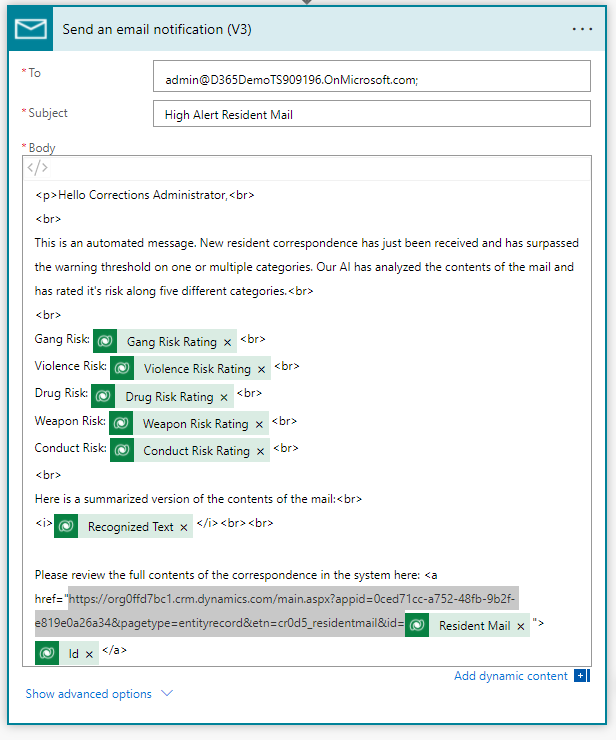 Send an email notification (V3) ...
* To
admin@D365DemoTS909196.OnMicrosoft.com;
* Subject
High Alert Resident Mail
* Body
</>
<p>Hello Corrections Administrator,<br>
<br>
This is an automated message. New resident correspondence has just been received and has surpassed
the warning threshold on one or multiple categories. Our AI has analyzed the contents of the mail and
has rated it's risk along five different categories.<br>
<br>
Gang Risk: Gang Risk Rating × <br>
Violence Risk: Violence Risk Rating × <br>
Drug Risk: Drug Risk Rating × <br>
Weapon Risk: Weapon Risk Rating × <br>
Conduct Risk: Conduct Risk Rating × <br>
<br>
Here is a summarized version of the contents of the mail:<br>
<i> Recognized Text × </i><br><br>
Please review the full contents of the correspondence in the system here: <a
href="https://org0ffd7bc1.crm.dynamics.com/main.aspx?appid=0ced71cc-a752-48fb-9b2f-
e819e0a26a34&pagetype=entityrecord&etn=cr0d5_residentmail&id= Resident Mail × ">
Id × </a>
Add dynamic content +
Show advanced options